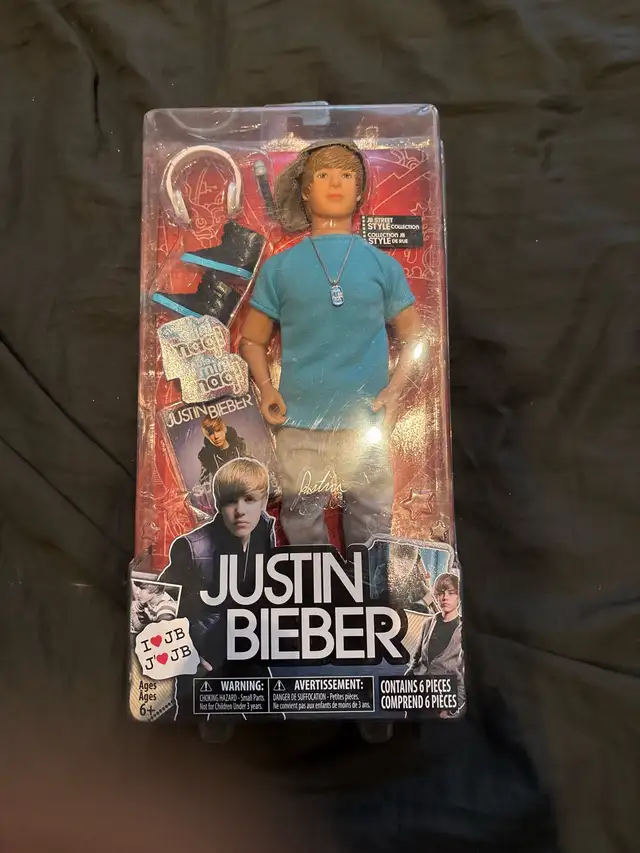 JB STREET
STYLE COLLECTION
COLLECTION JB
STYLE DE RUE
JUSTIN BIEBER
Justin
JUSTIN
BIEBER
I ♥ JB
J'♥ JB
Ages
Ages
6+
WARNING:
CHOKING HAZARD - Small Parts
Not for Children Under 3 years.
AVERTISSEMENT:
DANGER DE SUFFOCATION - Petites pièces.
Ne convient pas aux enfants de moins de 3 ans.
CONTAINS 6 PIECES
COMPREND 6 PIÈCES